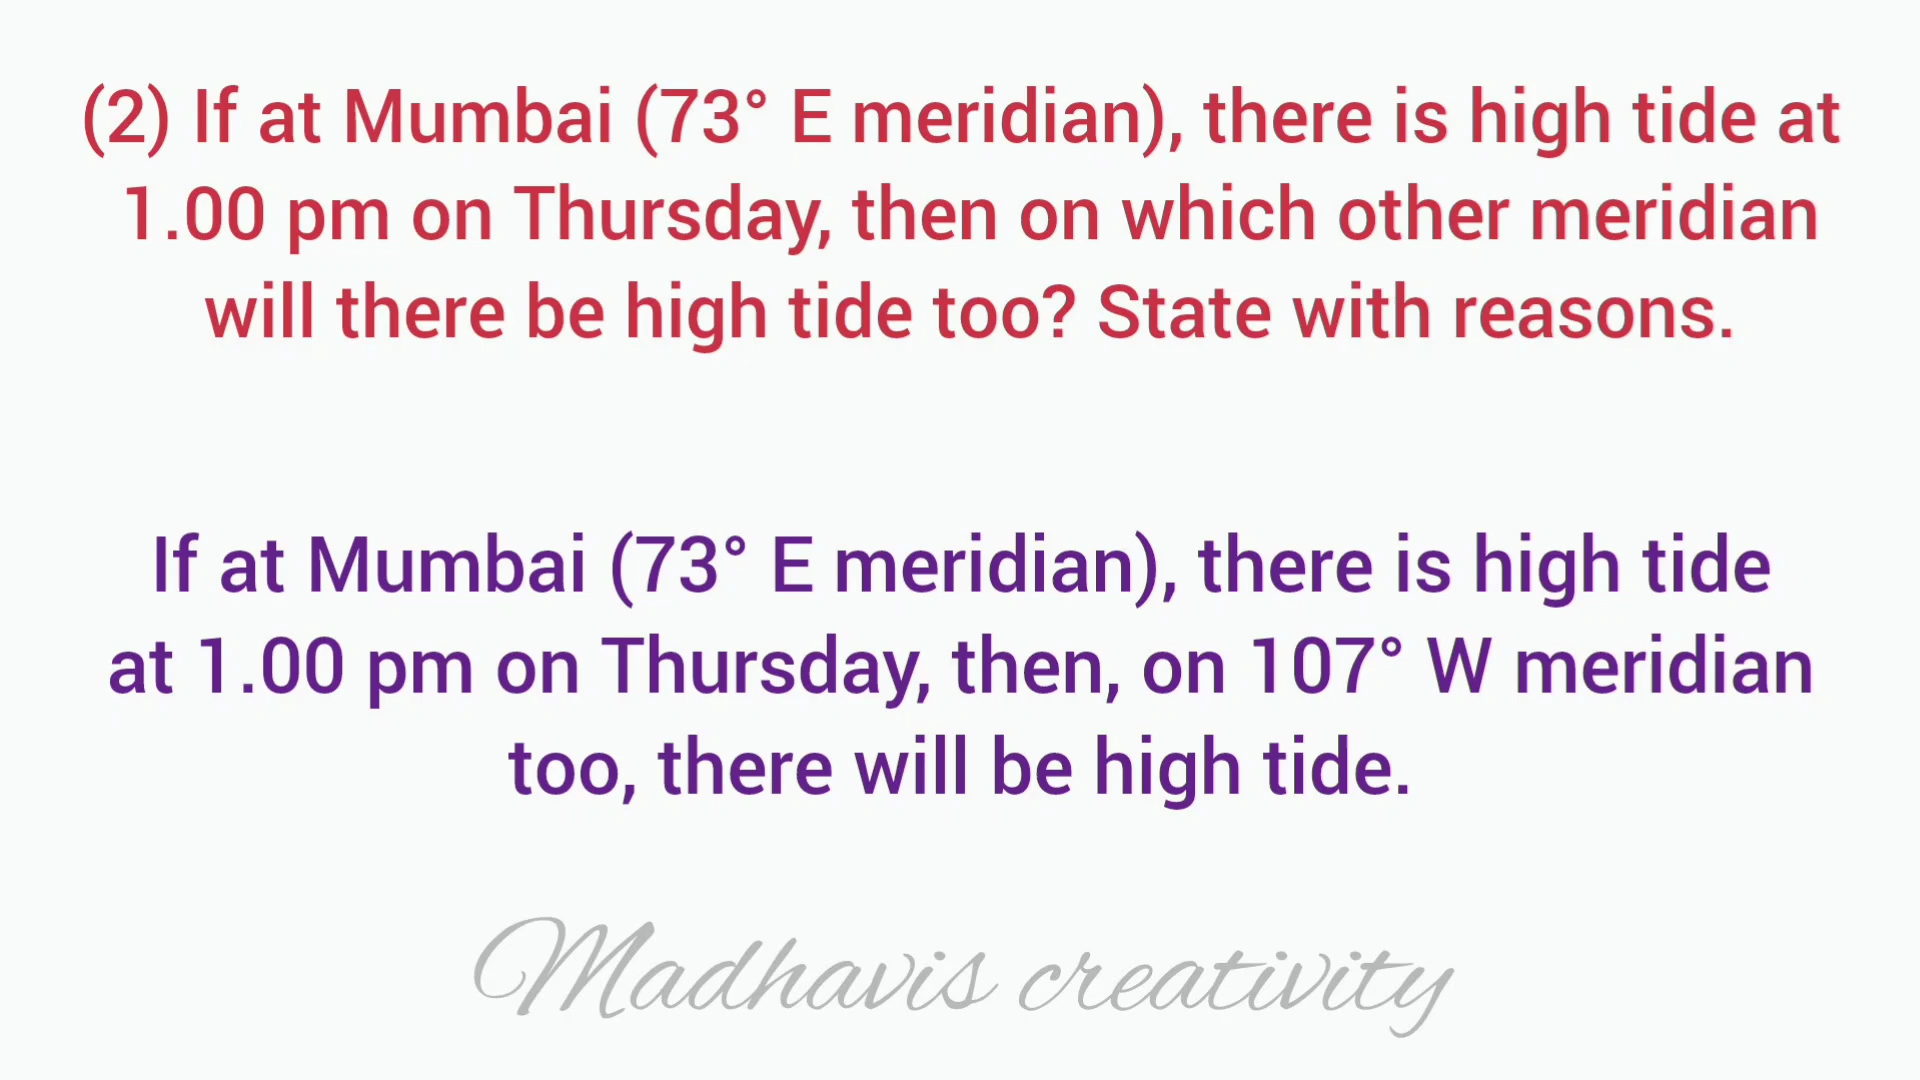 (2) If at Mumbai (73° E meridian), there is high tide at
1.00 pm on Thursday, then on which other meridian
will there be high tide too? State with reasons.
If at Mumbai (73° E meridian), there is high tide
at 1.00 pm on Thursday, then, on 107° W meridian
too, there will be high tide.
Madhavis creativity